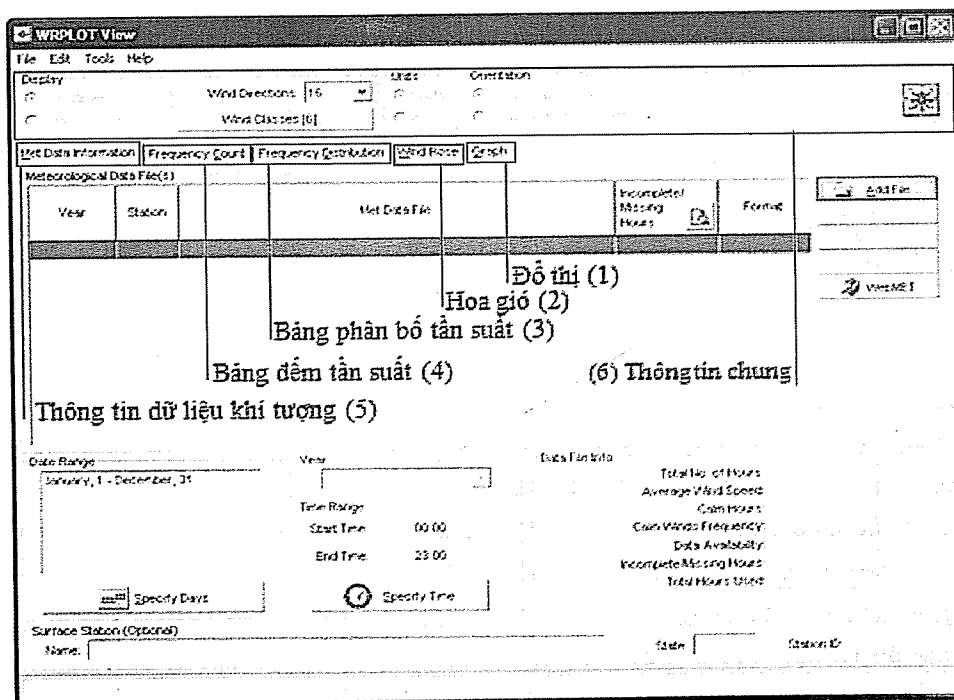 WRPLOT View
File Edit Tools Help
Display Units Orientation
Wind Directions: 16
Wind Classes [6]
Met Data Information Frequency Count Frequency Distribution Wind Rose Graph
Meteorological Data File(s)
Year Station Met Data File Incomplete/ Missing Hours Format
Add File
WebMET
Đồ thị (1)
Hoa gió (2)
Bảng phân bố tần suất (3)
Bảng đếm tần suất (4)
(6) Thông tin chung
Thông tin dữ liệu khí tượng (5)
Date Range
January, 1 - December, 31
Specify Days
Year
Time Range
Start Time: 00:00
End Time: 23:00
Specify Time
Data File Info
Total No. of Hours:
Average Wind Speed:
Calm Hours:
Calm Winds Frequency:
Data Availability:
Incomplete/Missing Hours:
Total Hours Used:
Surface Station (Optional)
Name: State: Station ID: